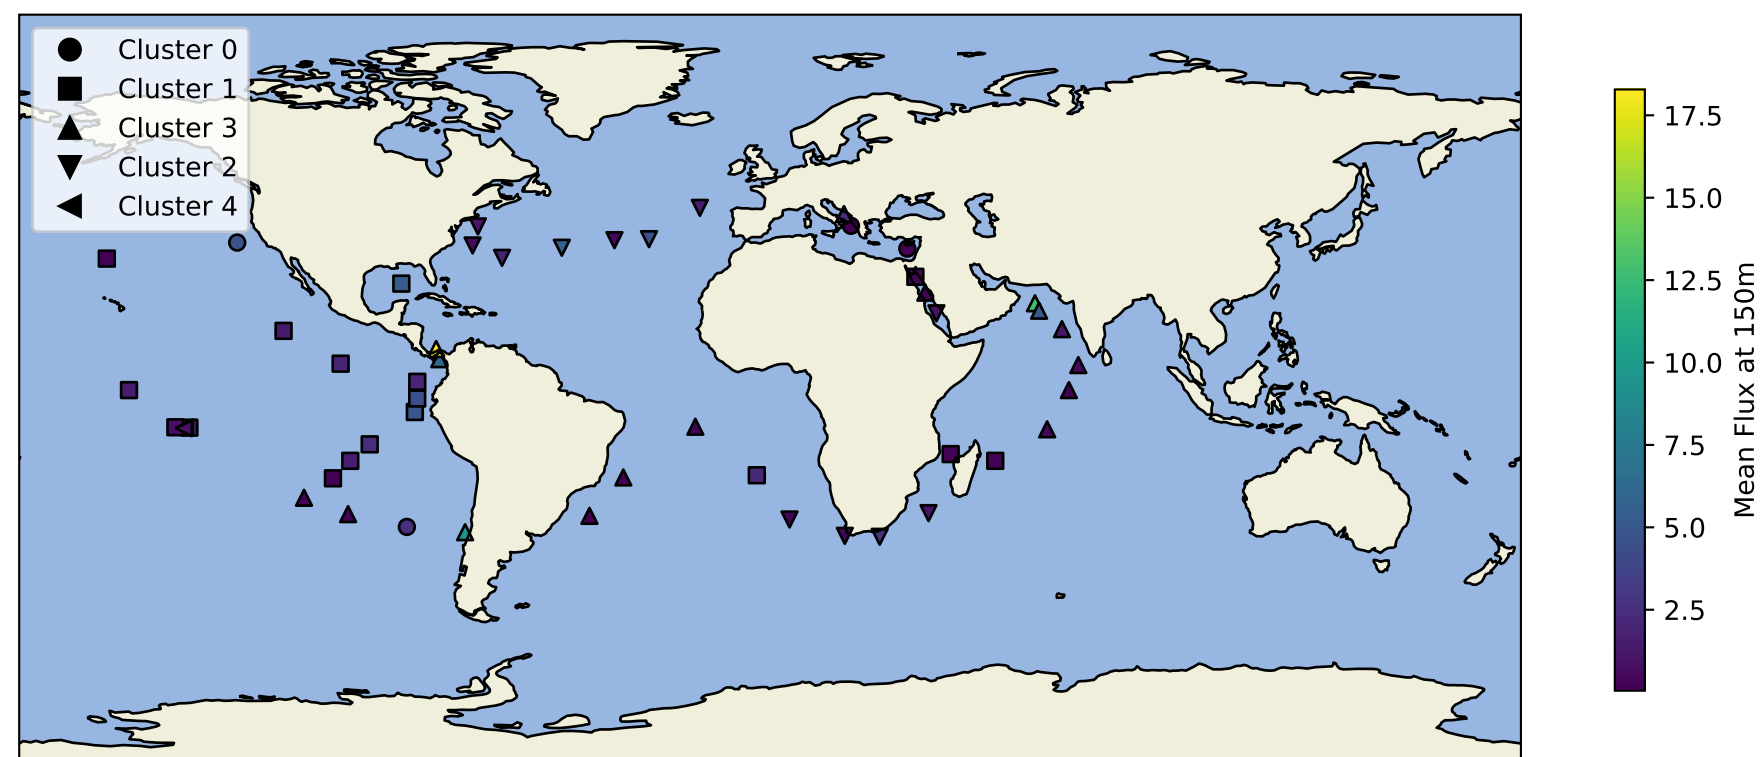 Cluster 0
Cluster 1
Cluster 3
Cluster 2
Cluster 4
17.5
15.0
12.5
10.0
7.5
5.0
2.5
Mean Flux at 150m